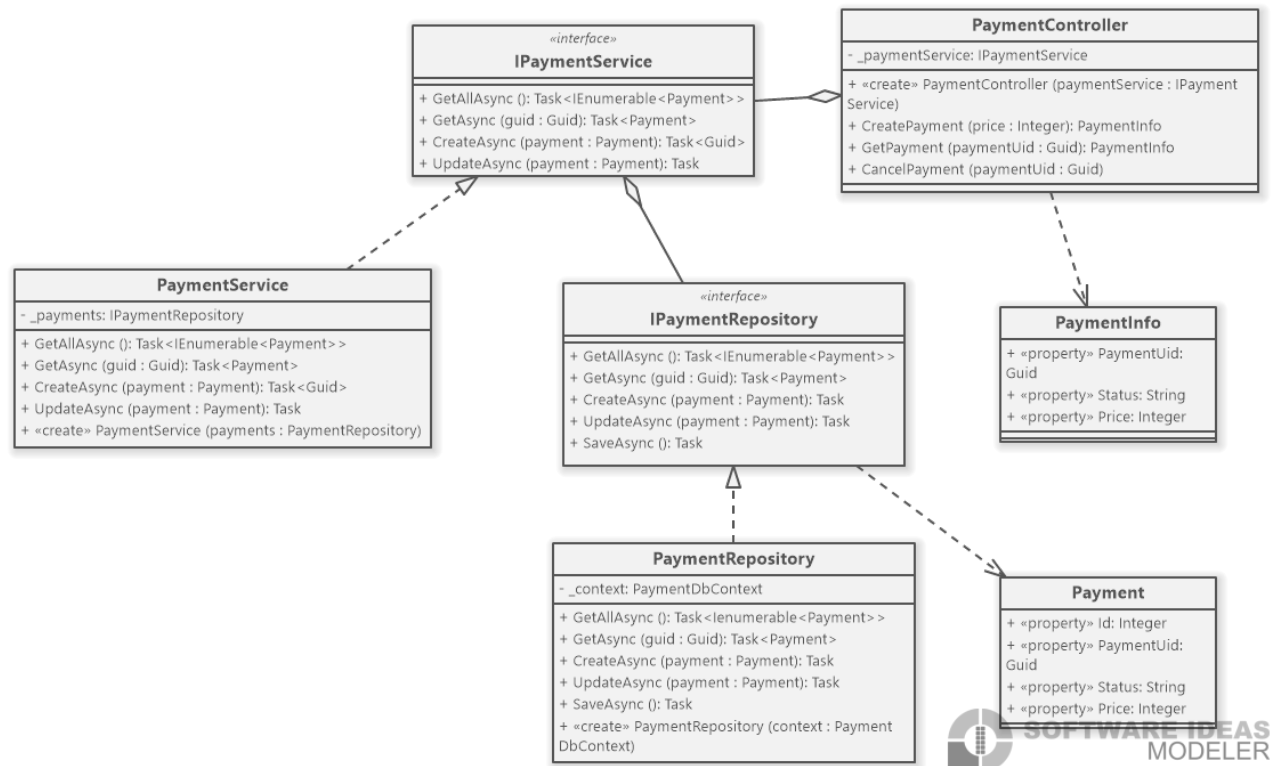 «interface»
IPaymentService
+ GetAllAsync (): Task<IEnumerable<Payment>>
+ GetAsync (guid : Guid): Task<Payment>
+ CreateAsync (payment : Payment): Task<Guid>
+ UpdateAsync (payment : Payment): Task
PaymentController
- _paymentService: IPaymentService
+ «create» PaymentController (paymentService : IPayment
Service)
+ CreatePayment (price : Integer): PaymentInfo
+ GetPayment (paymentUid : Guid): PaymentInfo
+ CancelPayment (paymentUid : Guid)
PaymentService
- _payments: IPaymentRepository
+ GetAllAsync (): Task<IEnumerable<Payment>>
+ GetAsync (guid : Guid): Task<Payment>
+ CreateAsync (payment : Payment): Task<Guid>
+ UpdateAsync (payment : Payment): Task
+ «create» PaymentService (payments : PaymentRepository)
«interface»
IPaymentRepository
+ GetAllAsync (): Task<IEnumerable<Payment>>
+ GetAsync (guid : Guid): Task<Payment>
+ CreateAsync (payment : Payment): Task
+ UpdateAsync (payment : Payment): Task
+ SaveAsync (): Task
PaymentInfo
+ «property» PaymentUid:
Guid
+ «property» Status: String
+ «property» Price: Integer
PaymentRepository
- _context: PaymentDbContext
+ GetAllAsync (): Task<Ienumerable<Payment>>
+ GetAsync (guid : Guid): Task<Payment>
+ CreateAsync (payment : Payment): Task
+ UpdateAsync (payment : Payment): Task
+ SaveAsync (): Task
+ «create» PaymentRepository (context : Payment
DbContext)
Payment
+ «property» Id: Integer
+ «property» PaymentUid:
Guid
+ «property» Status: String
+ «property» Price: Integer
SOFTWARE IDEAS
MODELER